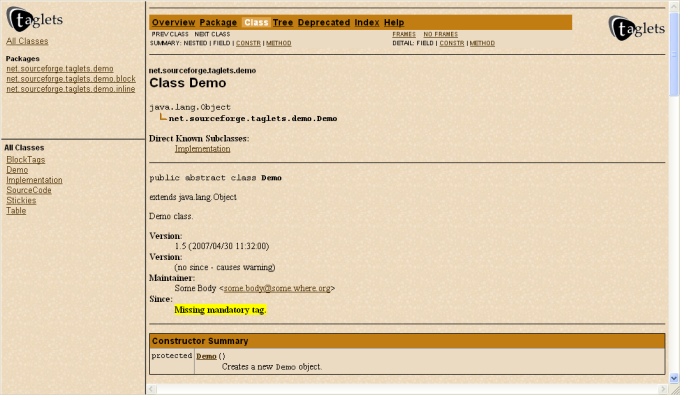 taglets
All Classes
Packages
net.sourceforge.taglets.demo
net.sourceforge.taglets.demo.block
net.sourceforge.taglets.demo.inline
All Classes
BlockTags
Demo
Implementation
SourceCode
Stickies
Table
Overview Package Class Tree Deprecated Index Help
taglets
PREV CLASS NEXT CLASS FRAMES NO FRAMES
SUMMARY: NESTED | FIELD | CONSTR | METHOD DETAIL: FIELD | CONSTR | METHOD
net.sourceforge.taglets.demo
Class Demo
java.lang.Object
net.sourceforge.taglets.demo.Demo
Direct Known Subclasses:
Implementation
public abstract class Demo
extends java.lang.Object
Demo class.
Version:
1.5 (2007/04/30 11:32:00)
Version:
(no since - causes warning)
Maintainer:
Some Body <some.body@some.where.org>
Since:
Missing mandatory tag.
Constructor Summary
protected Demo()
Creates a new Demo object.